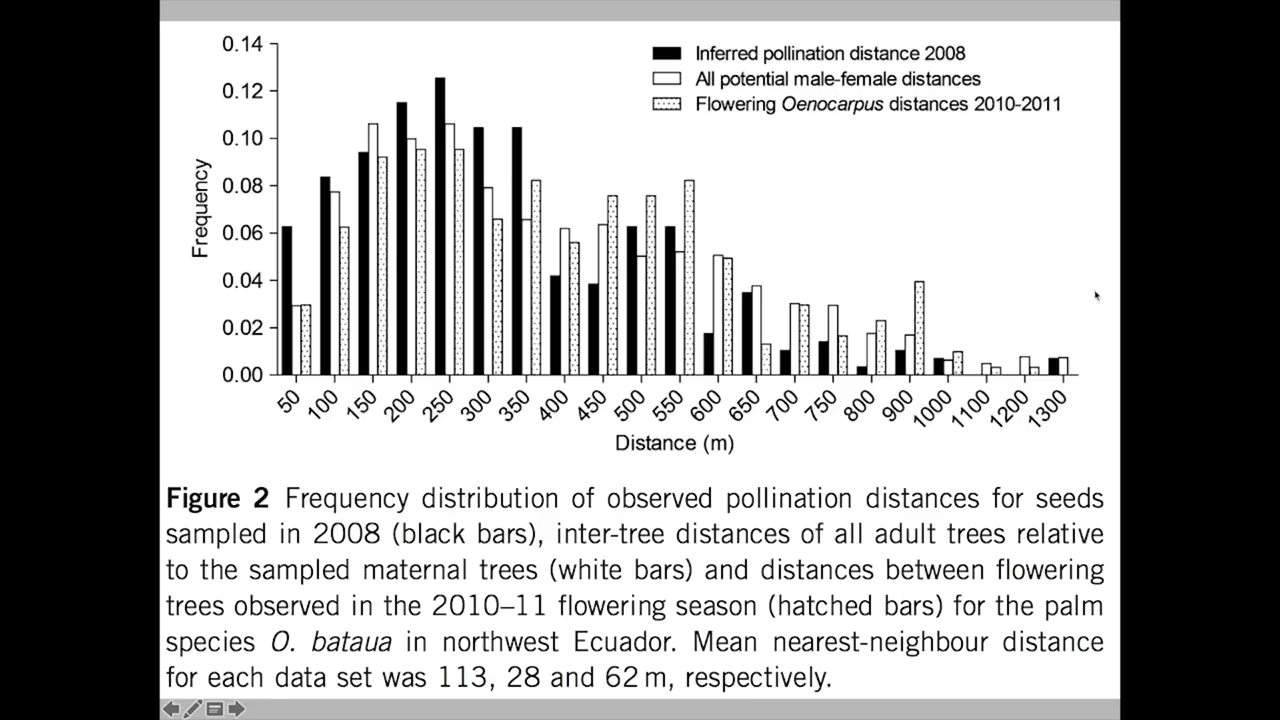 0.14
0.12
0.10
0.08
0.06
0.04
0.02
0.00
Frequency
Inferred pollination distance 2008
All potential male-female distances
Flowering Oenocarpus distances 2010-2011
50 100 150 200 250 300 350 400 450 500 550 600 650 700 750 800 900 1000 1100 1200 1300
Distance (m)
Figure 2 Frequency distribution of observed pollination distances for seeds
sampled in 2008 (black bars), inter-tree distances of all adult trees relative
to the sampled maternal trees (white bars) and distances between flowering
trees observed in the 2010–11 flowering season (hatched bars) for the palm
species O. bataua in northwest Ecuador. Mean nearest-neighbour distance
for each data set was 113, 28 and 62 m, respectively.